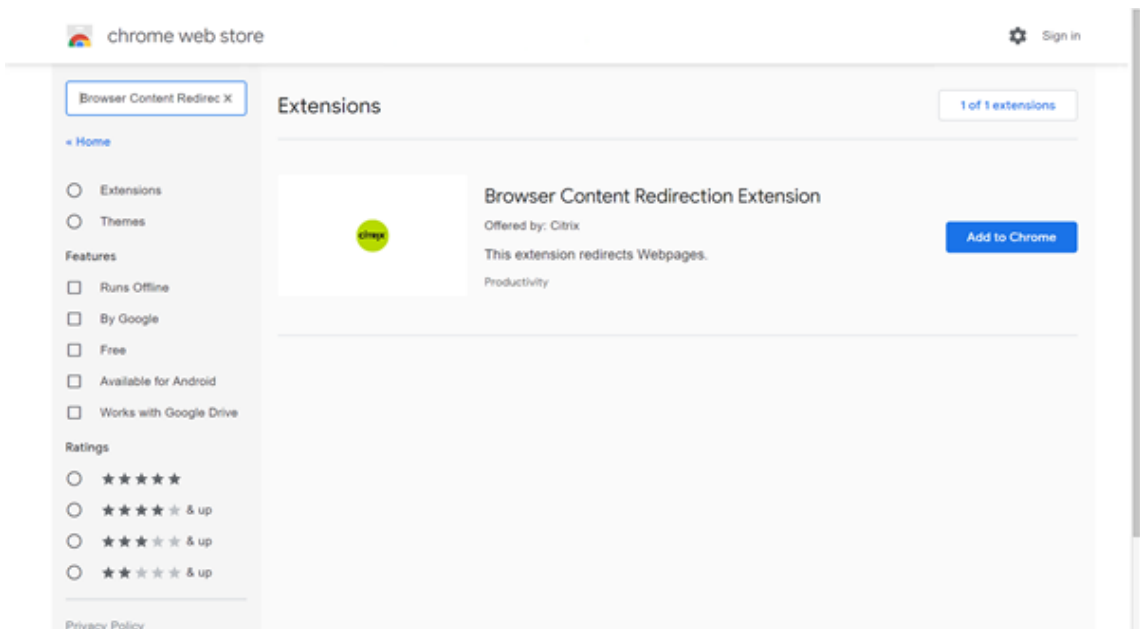 chrome web store
Sign in
Browser Content Redirec X
« Home
Extensions
Themes
Features
Runs Offline
By Google
Free
Available for Android
Works with Google Drive
Ratings
& up
& up
& up
Privacy Policy
Extensions
1 of 1 extensions
citrix
Browser Content Redirection Extension
Offered by: Citrix
This extension redirects Webpages.
Productivity
Add to Chrome